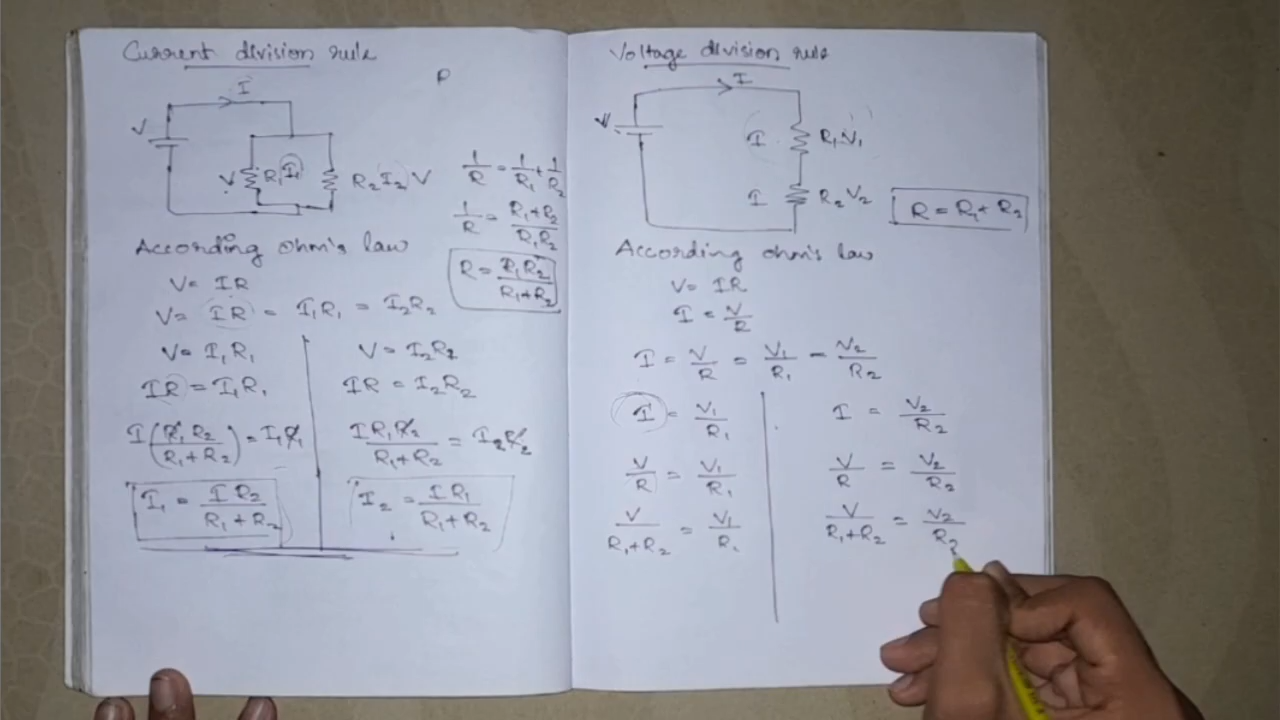 Current division rule
P
I
V
V R₁ I₁ R₂ I₂ V
1/R = 1/R₁ + 1/R₂
1/R = R₁+R₂/R₁R₂
R = R₁R₂/R₁+R₂
According ohm's law
V = IR
V = IR = I₁R₁ = I₂R₂
V = I₁R₁
IR = I₁R₁
I(R₁R₂/R₁+R₂) = I₁R₁
I₁ = IR₂/R₁+R₂
V = I₂R₂
IR = I₂R₂
IR₁R₂/R₁+R₂ = I₂R₂
I₂ = IR₁/R₁+R₂
Voltage division rule
I
V
I R₁ V₁
I R₂ V₂
R = R₁ + R₂
According ohm's law
V = IR
I = V/R
I = V/R = V₁/R₁ = V₂/R₂
I = V₁/R₁
V/R = V₁/R₁
V/R₁+R₂ = V₁/R₁
I = V₂/R₂
V/R = V₂/R₂
V/R₁+R₂ = V₂/R₂